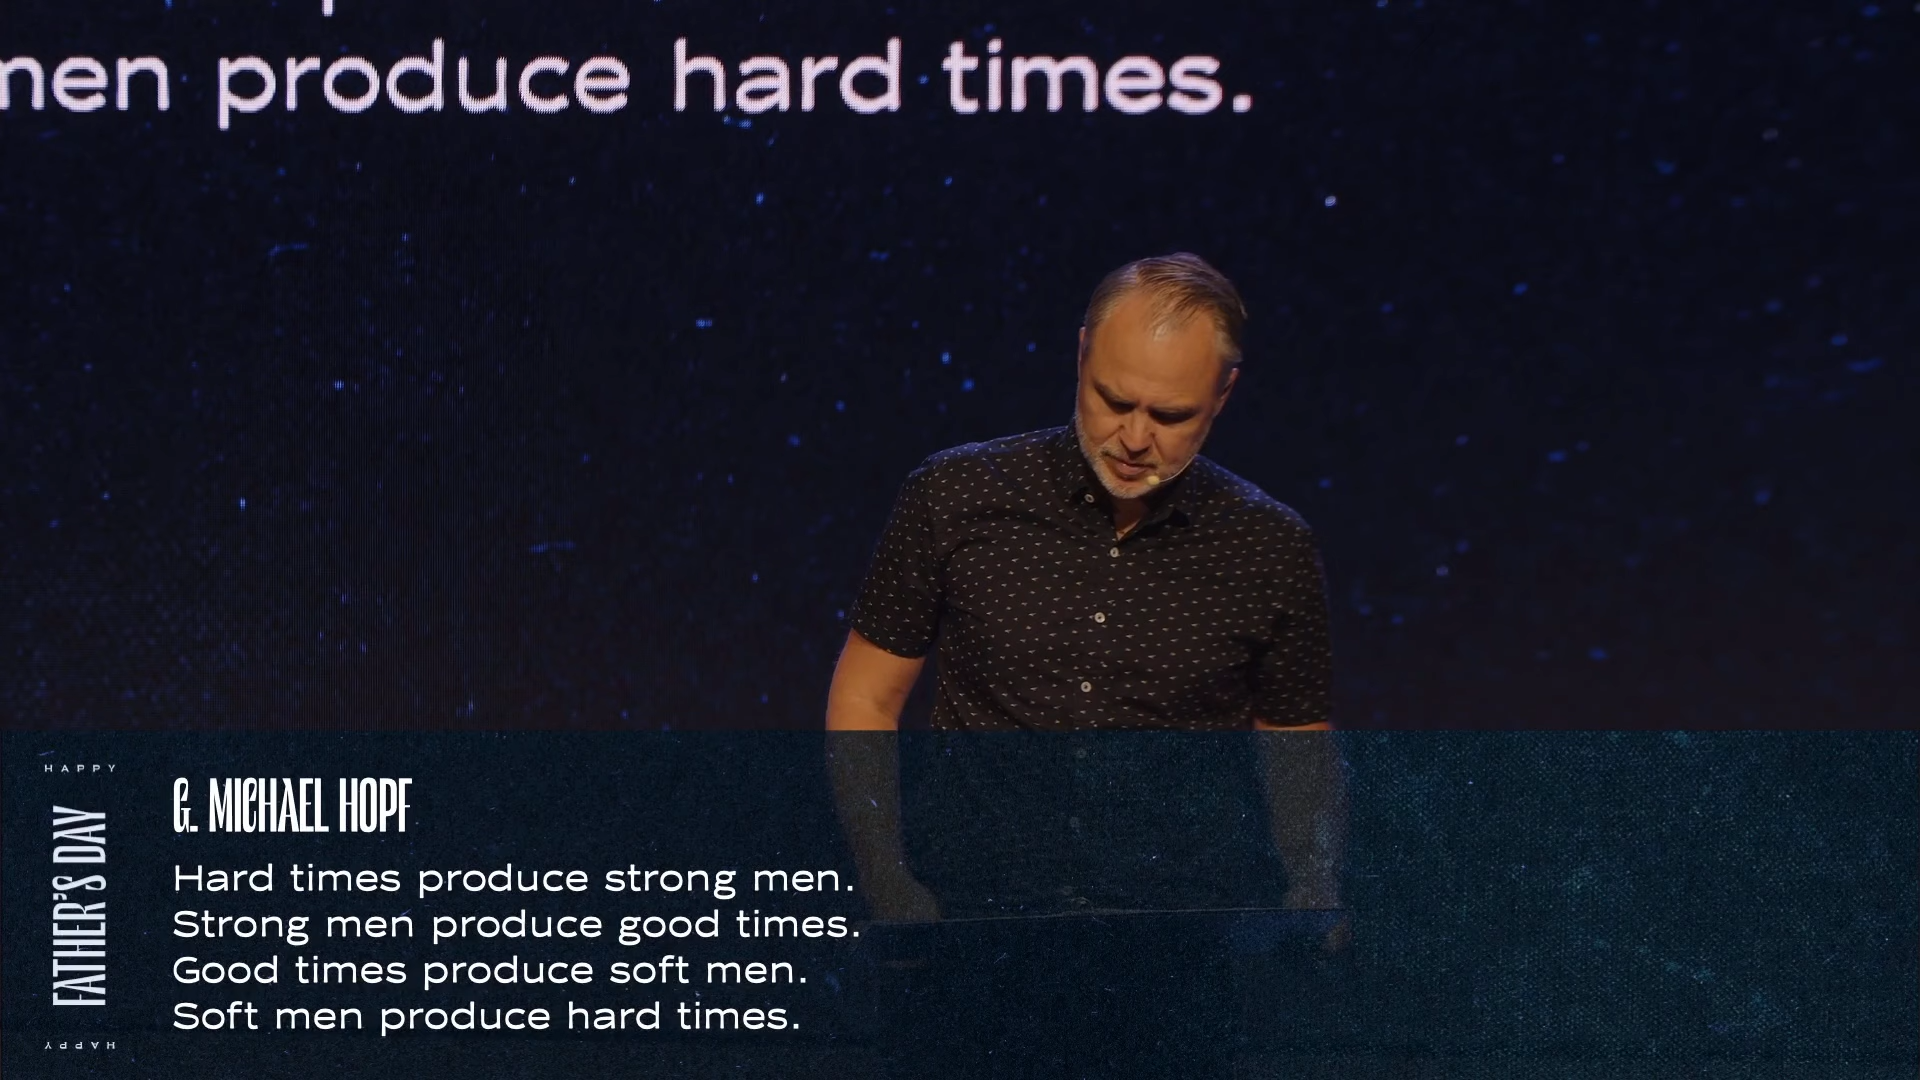 men produce hard times.
HAPPY
FATHER'S DAY
HAPPY
G. MICHAEL HOPF
Hard times produce strong men.
Strong men produce good times.
Good times produce soft men.
Soft men produce hard times.